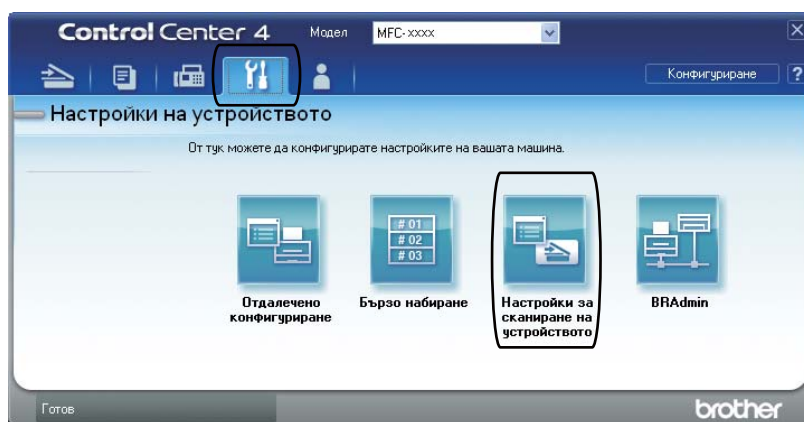 Control Center 4 Модел MFC-xxxx
Конфигуриране ?
Настройки на устройството
От тук можете да конфигурирате настройките на вашата машина.
# 01
# 02
# 03
Отдалечено
конфигуриране
Бързо набиране
Настройки за
сканиране на
устройството
BRAdmin
Готов
brother